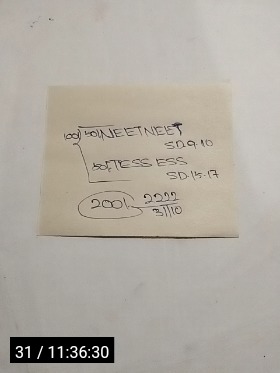 100) 50) NEETNEET
SD.9.10
50) TESS ESS
SD.15.17
200) 2222
31/10
31 / 11:36:30